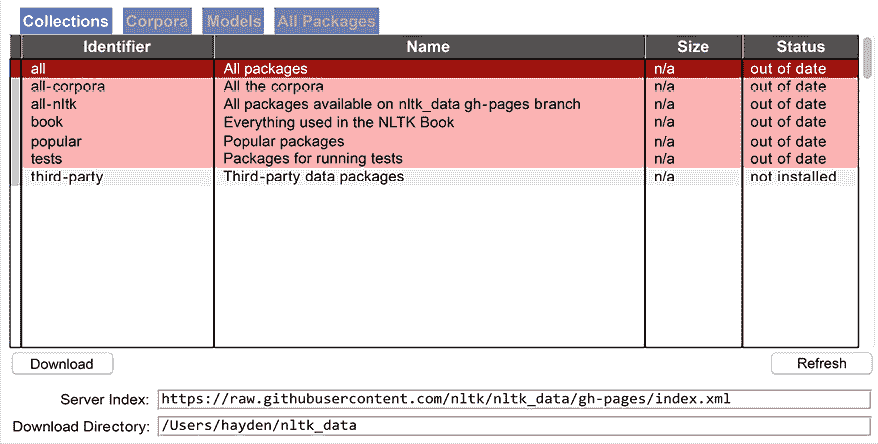 Collections Corpora Models All Packages
Identifier Name Size Status
all All packages n/a out of date
all-corpora All the corpora n/a out of date
all-nltk All packages available on nltk_data gh-pages branch n/a out of date
book Everything used in the NLTK Book n/a out of date
popular Popular packages n/a out of date
tests Packages for running tests n/a out of date
third-party Third-party data packages n/a not installed
Download Refresh
Server Index: https://raw.githubusercontent.com/nltk/nltk_data/gh-pages/index.xml
Download Directory: /Users/hayden/nltk_data